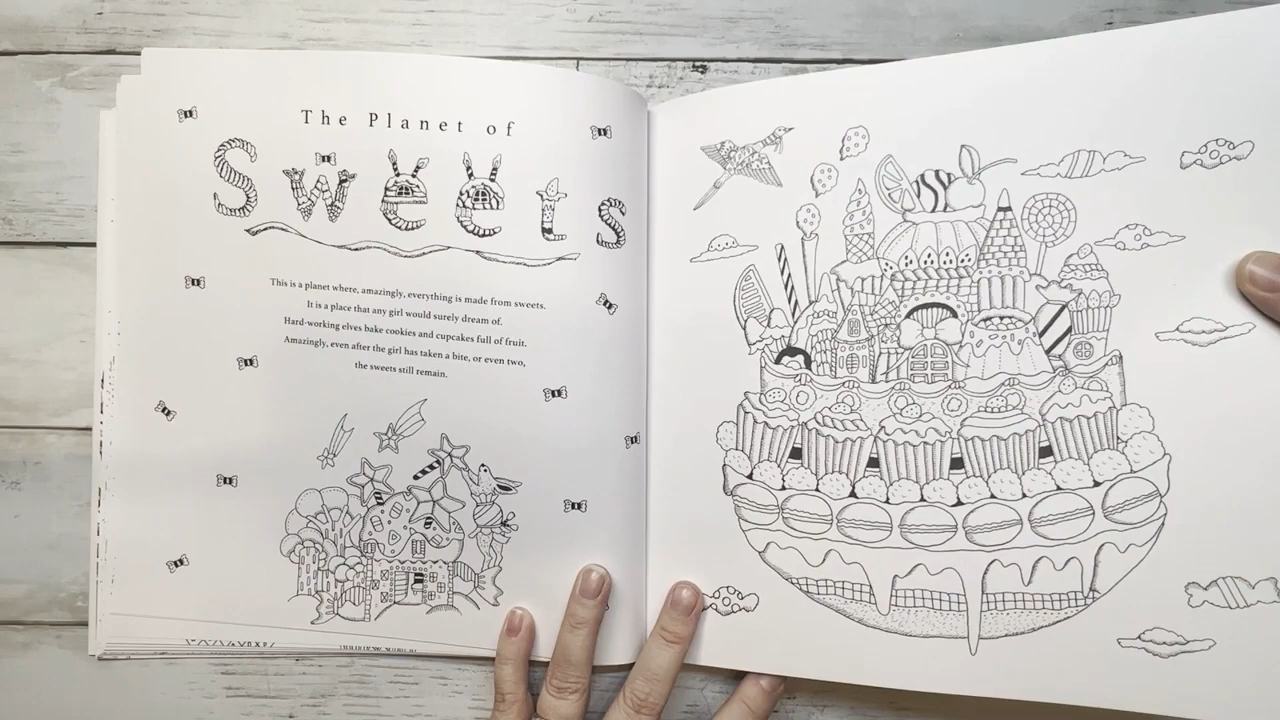 The Planet of
Sweets
This is a planet where, amazingly, everything is made from sweets.
It is a place that any girl would surely dream of.
Hard-working elves bake cookies and cupcakes full of fruit.
Amazingly, even after the girl has taken a bite, or even two,
the sweets still remain.